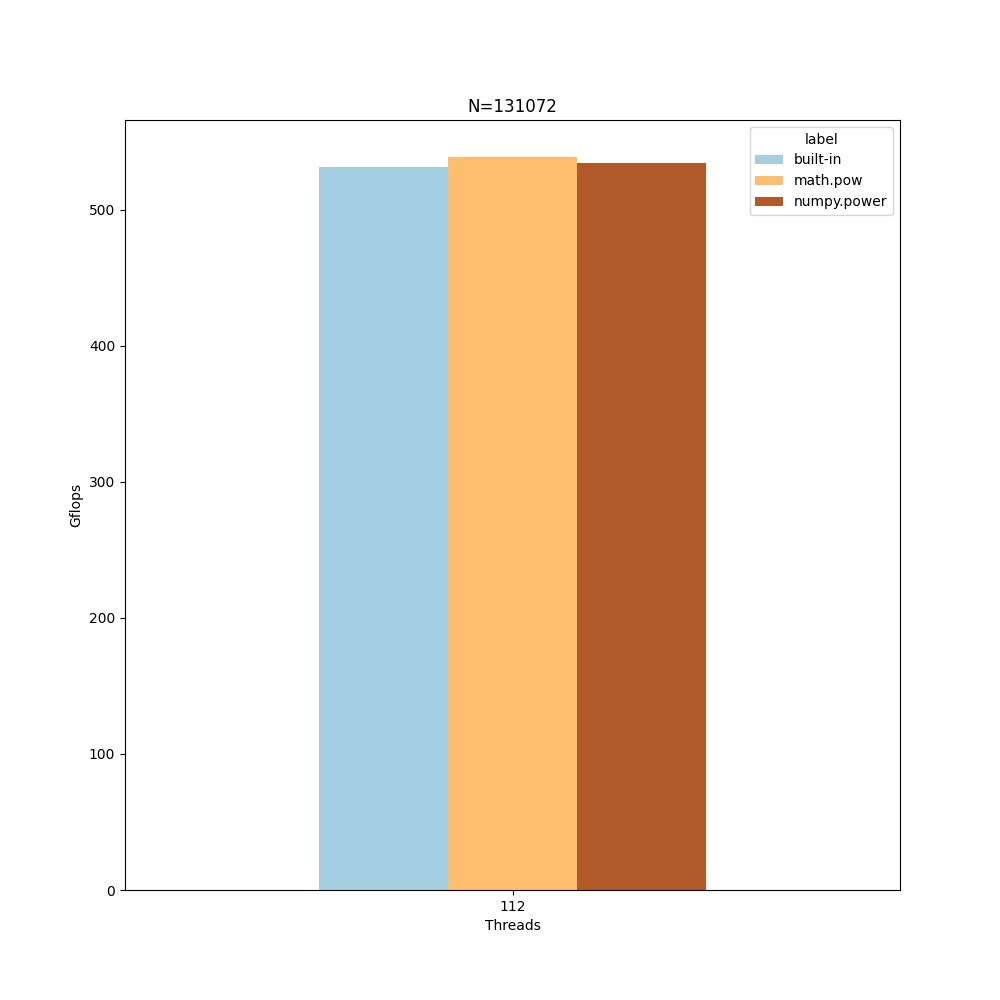 N=131072
label
built-in
math.pow
numpy.power
500
400
300
200
100
0
Gflops
112
Threads